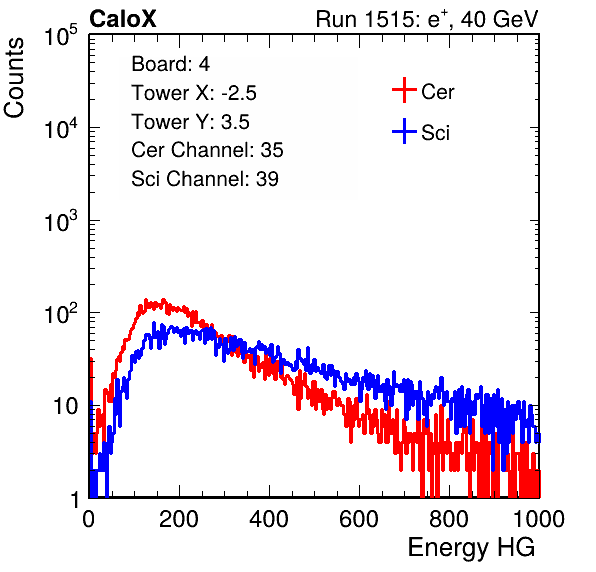 CaloX Run 1515: e⁺, 40 GeV
Counts
Board: 4
Tower X: -2.5
Tower Y: 3.5
Cer Channel: 35
Sci Channel: 39
Cer
Sci
10⁵
10⁴
10³
10²
10
1
0 200 400 600 800 1000
Energy HG